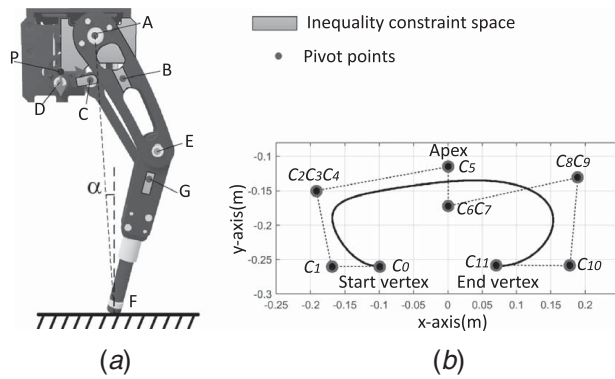 Inequality constraint space
Pivot points
A
P
B
D
C
E
G
α
F
(a)
-0.1
-0.15
-0.2
-0.25
-0.3
y-axis(m)
Apex
C5
C2C3C4
C8C9
C6C7
C1
C0
C11
C10
Start vertex
End vertex
-0.25 -0.2 -0.15 -0.1 -0.05 0 0.05 0.1 0.15 0.2
x-axis(m)
(b)